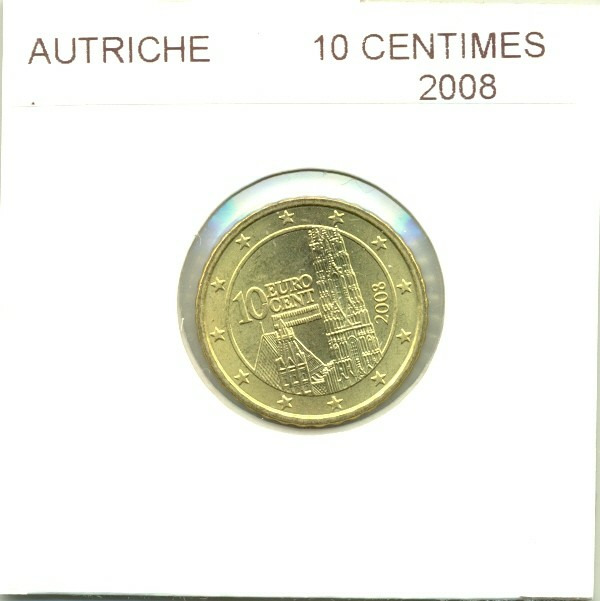 AUTRICHE 10 CENTIMES
2008
10 EURO
CENT
2008